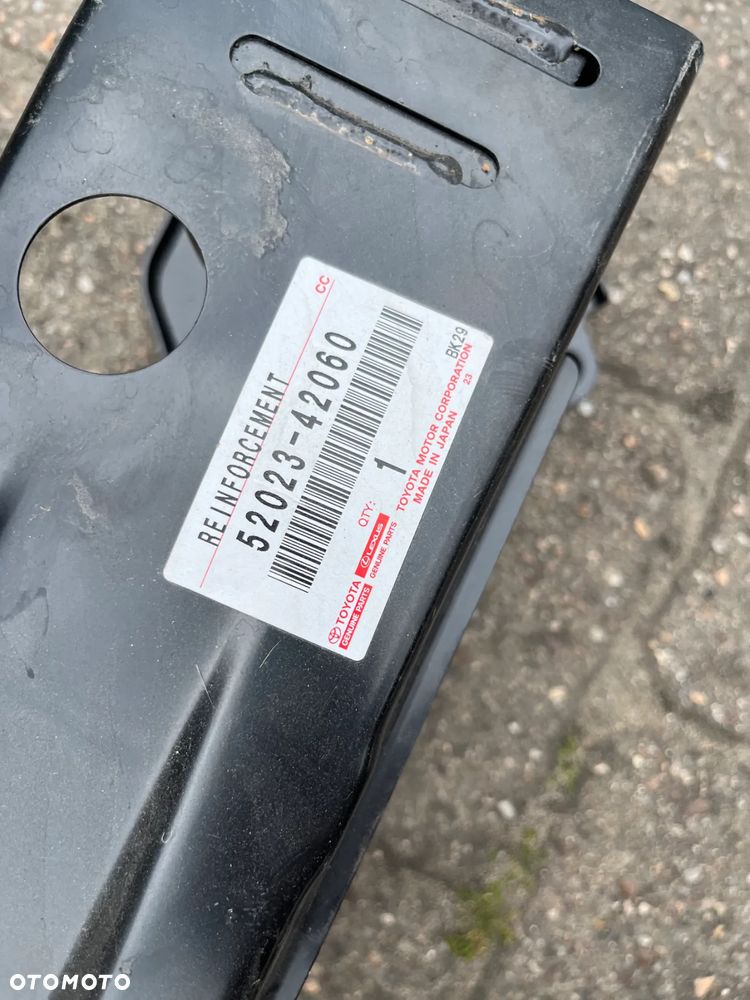 CC
REINFORCEMENT
52023-42060
QTY: 1
BK29
TOYOTA LEXUS
GENUINE PARTS GENUINE PARTS
TOYOTA MOTOR CORPORATION
MADE IN JAPAN 23
OTOMOTO